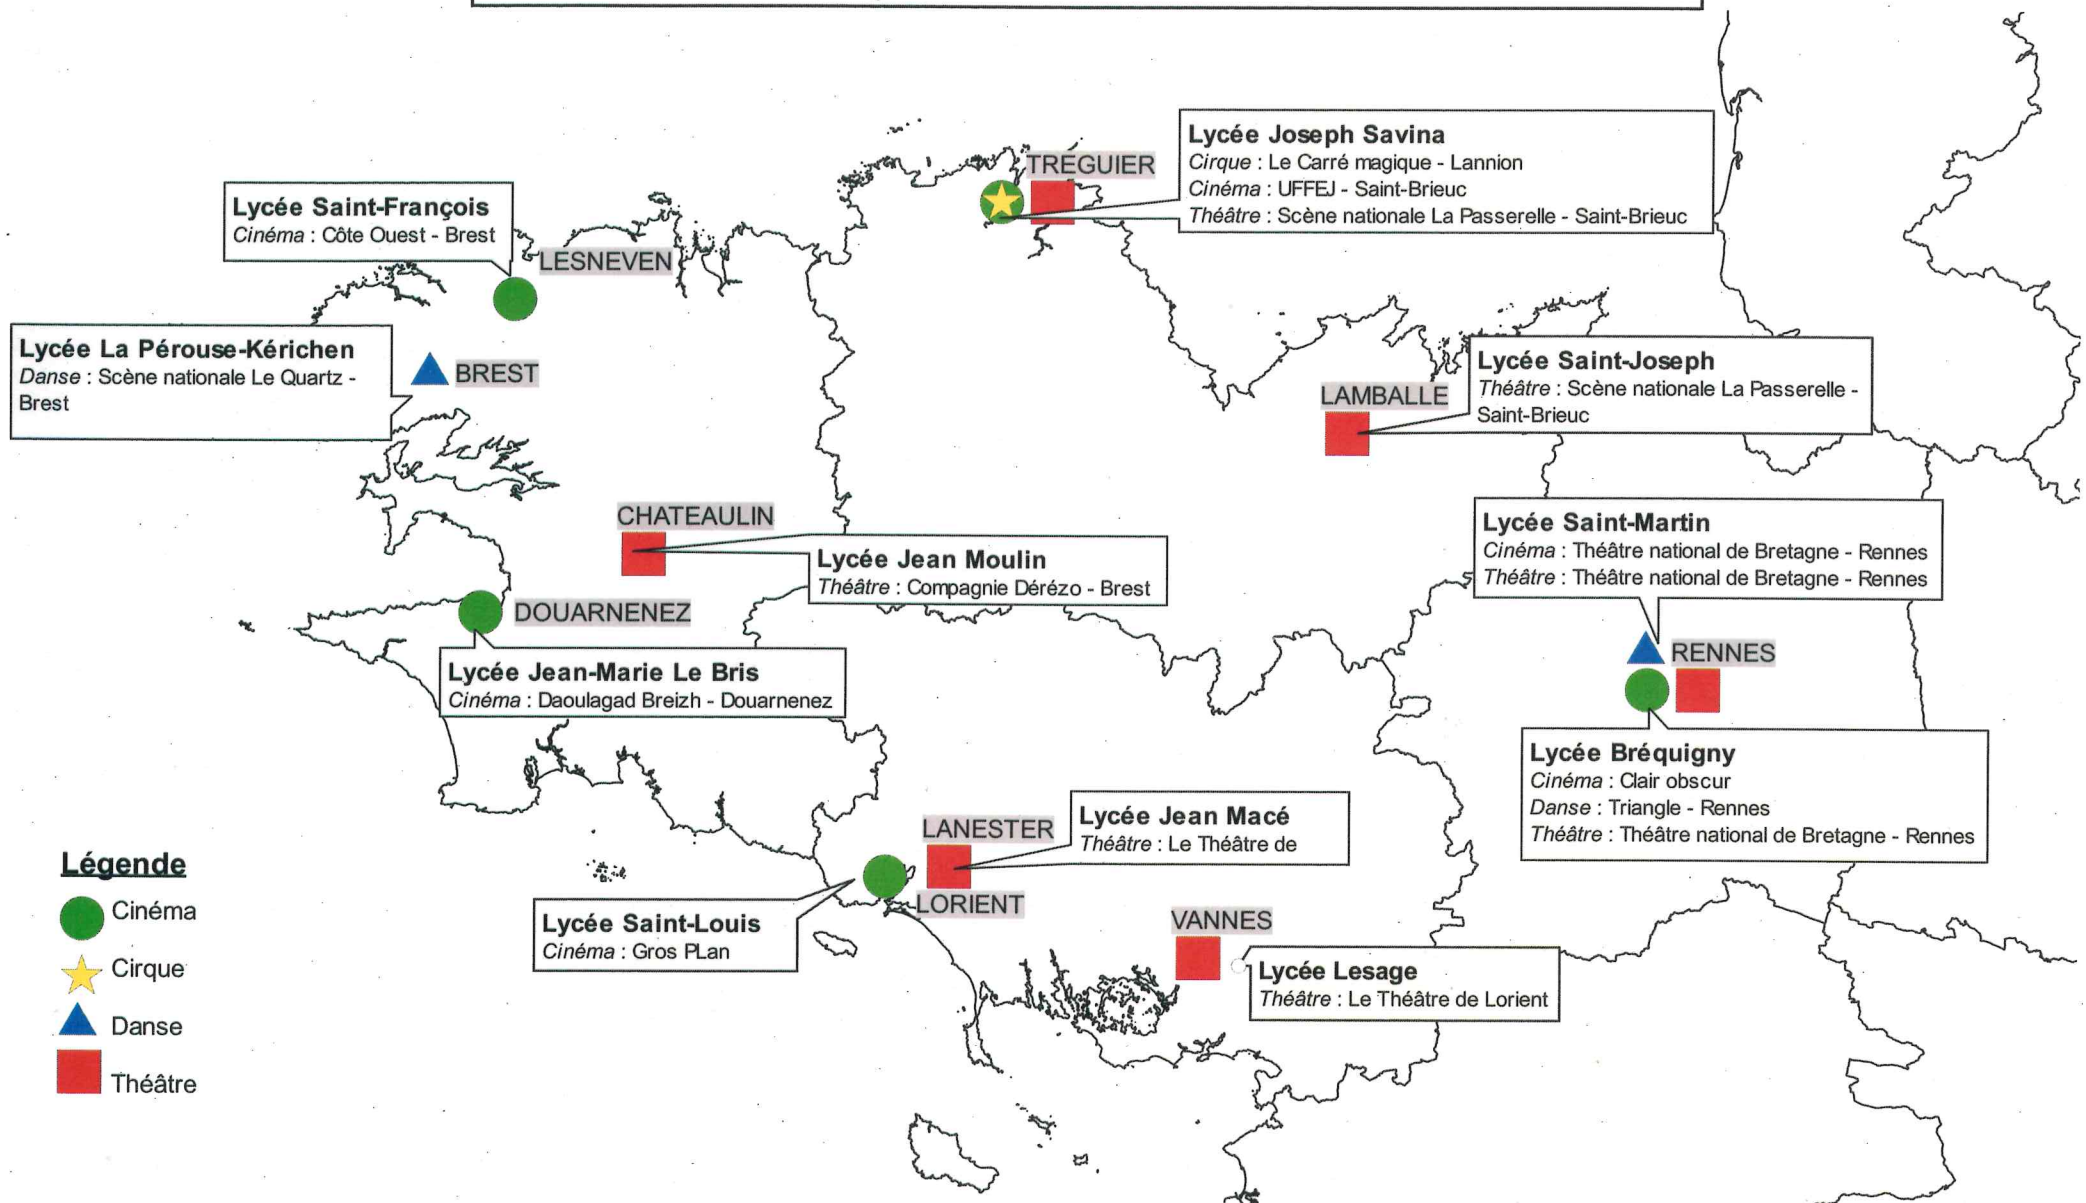 TREGUIER
Lycée Joseph Savina
Cirque : Le Carré magique - Lannion
Cinéma : UFFEJ - Saint-Brieuc
Théâtre : Scène nationale La Passerelle - Saint-Brieuc
Lycée Saint-François
Cinéma : Côte Ouest - Brest
LESNEVEN
Lycée La Pérouse-Kérichen
Danse : Scène nationale Le Quartz -
Brest
BREST
LAMBALLE
Lycée Saint-Joseph
Théâtre : Scène nationale La Passerelle -
Saint-Brieuc
CHATEAULIN
Lycée Jean Moulin
Théâtre : Compagnie Dérézo - Brest
Lycée Saint-Martin
Cinéma : Théâtre national de Bretagne - Rennes
Théâtre : Théâtre national de Bretagne - Rennes
DOUARNENEZ
Lycée Jean-Marie Le Bris
Cinéma : Daoulagad Breizh - Douarnenez
RENNES
Lycée Bréquigny
Cinéma : Clair obscur
Danse : Triangle - Rennes
Théâtre : Théâtre national de Bretagne - Rennes
LANESTER
Lycée Jean Macé
Théâtre : Le Théâtre de
LORIENT
Lycée Saint-Louis
Cinéma : Gros PLan
VANNES
Lycée Lesage
Théâtre : Le Théâtre de Lorient
Légende
Cinéma
Cirque
Danse
Théâtre